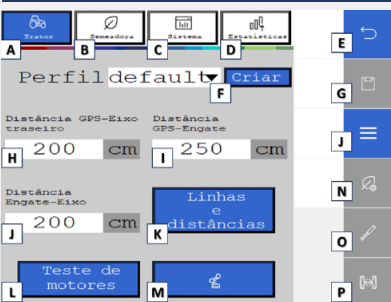 Trator Semeadora Sistema Estatísticas
A B C D E
Perfil default Criar
F G
Distância GPS-Eixo traseiro
Distância GPS-Engate
J
H 200 cm I 250 cm
N
Distância Engate-Eixo
Linhas e distâncias
J 200 cm K
O
Teste de motores
L M P